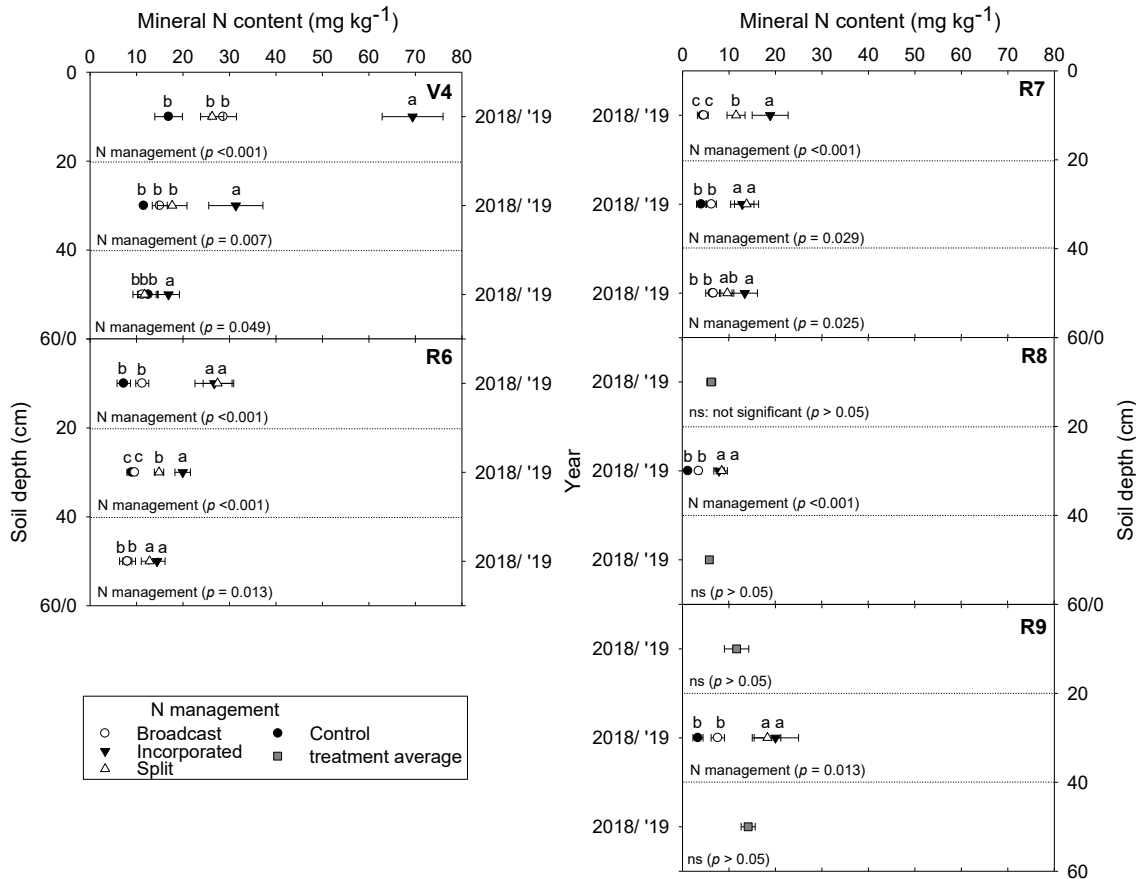 Mineral N content (mg kg-1)
0 10 20 30 40 50 60 70 80
0
V4
b b b a
2018/ '19
N management (p <0.001)
20
b b b a
2018/ '19
N management (p = 0.007)
40
bbb a
2018/ '19
N management (p = 0.049)
60/0
R6
b b a a
2018/ '19
N management (p <0.001)
20
c c b a
2018/ '19
N management (p <0.001)
40
b b a a
2018/ '19
N management (p = 0.013)
60/0
Soil depth (cm)
N management
Broadcast
Control
Incorporated
treatment average
Split
Mineral N content (mg kg-1)
0 10 20 30 40 50 60 70 80
0
R7
c c b a
2018/ '19
N management (p <0.001)
20
b b a a
2018/ '19
N management (p = 0.029)
40
b b ab a
2018/ '19
N management (p = 0.025)
60/0
R8
2018/ '19
ns: not significant (p > 0.05)
20
b b a a
2018/ '19
N management (p <0.001)
40
2018/ '19
ns (p > 0.05)
60/0
R9
2018/ '19
ns (p > 0.05)
20
b b a a
2018/ '19
N management (p = 0.013)
40
2018/ '19
ns (p > 0.05)
60
Year
Soil depth (cm)